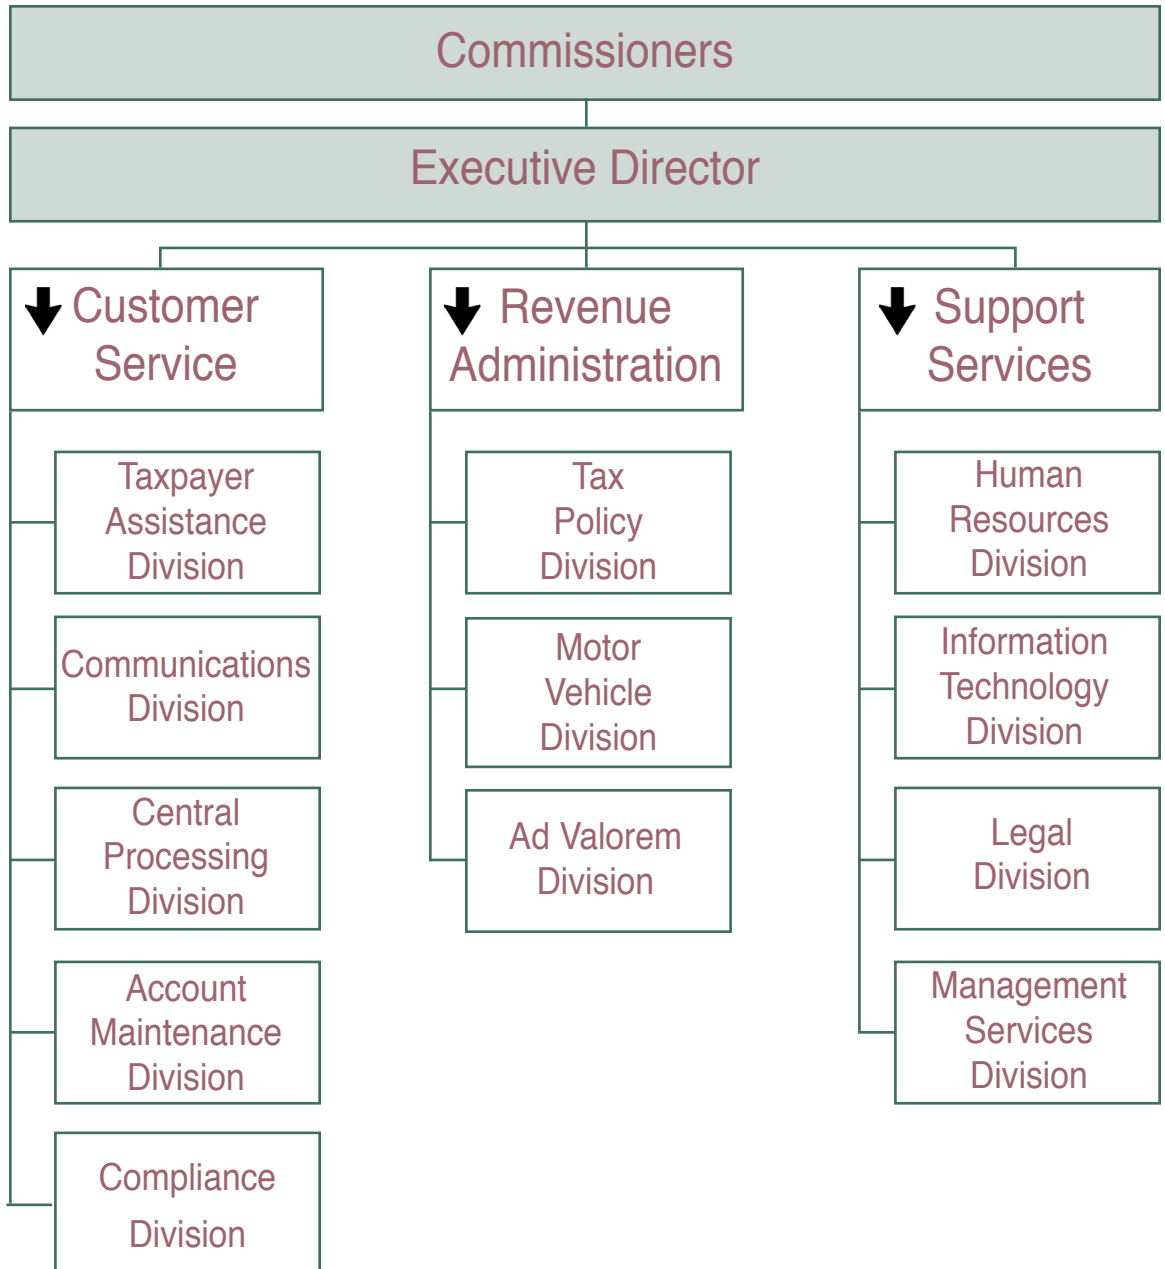 Commissioners
Executive Director
Customer
Service
Taxpayer
Assistance
Division
Communications
Division
Central
Processing
Division
Account
Maintenance
Division
Compliance
Division
Revenue
Administration
Tax
Policy
Division
Motor
Vehicle
Division
Ad Valorem
Division
Support
Services
Human
Resources
Division
Information
Technology
Division
Legal
Division
Management
Services
Division